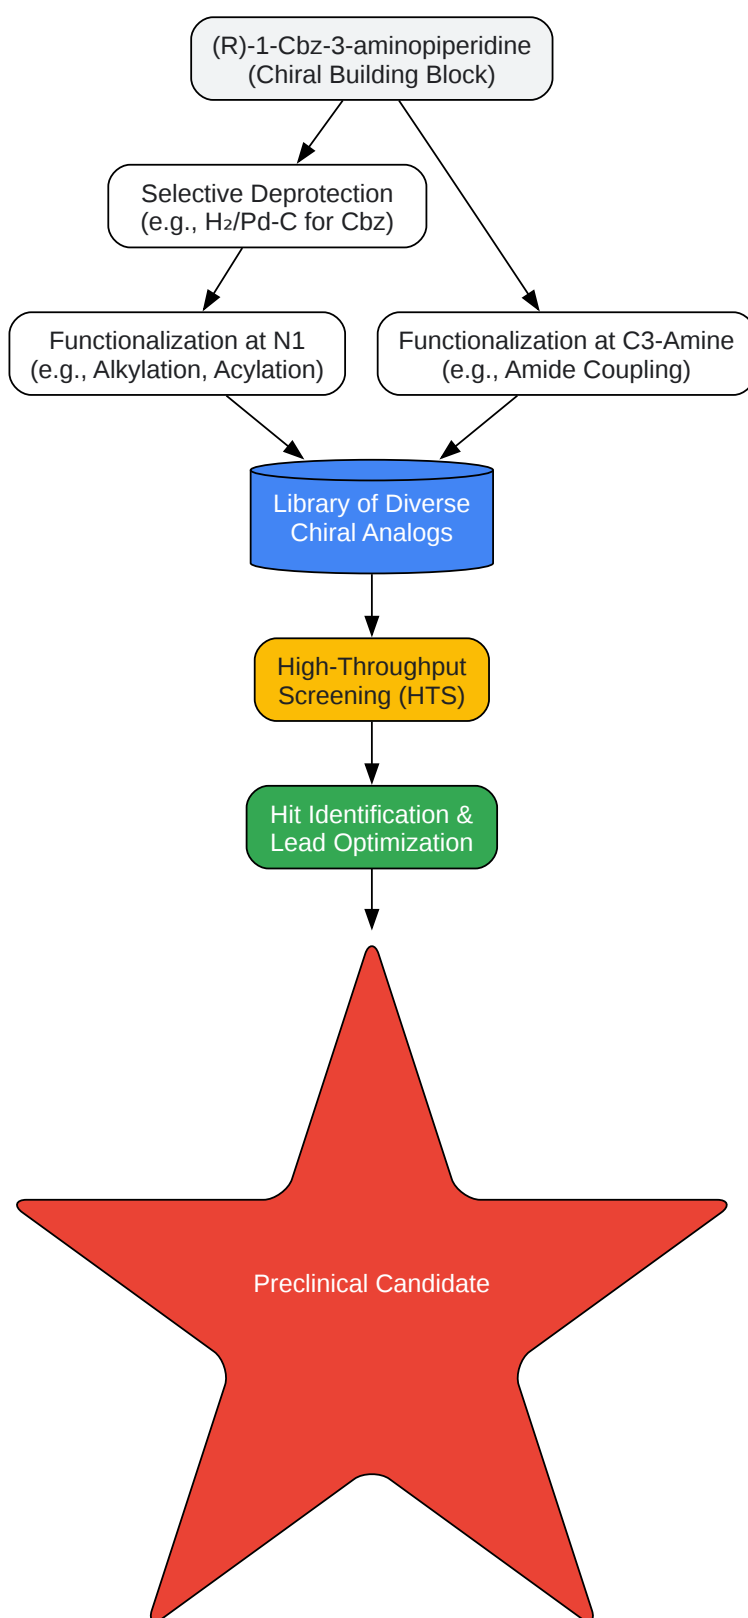 (R)-1-Cbz-3-aminopiperidine
(Chiral Building Block)
Selective Deprotection
(e.g., H₂/Pd-C for Cbz)
Functionalization at N1
(e.g., Alkylation, Acylation)
Functionalization at C3-Amine
(e.g., Amide Coupling)
Library of Diverse
Chiral Analogs
High-Throughput
Screening (HTS)
Hit Identification &
Lead Optimization
Preclinical Candidate